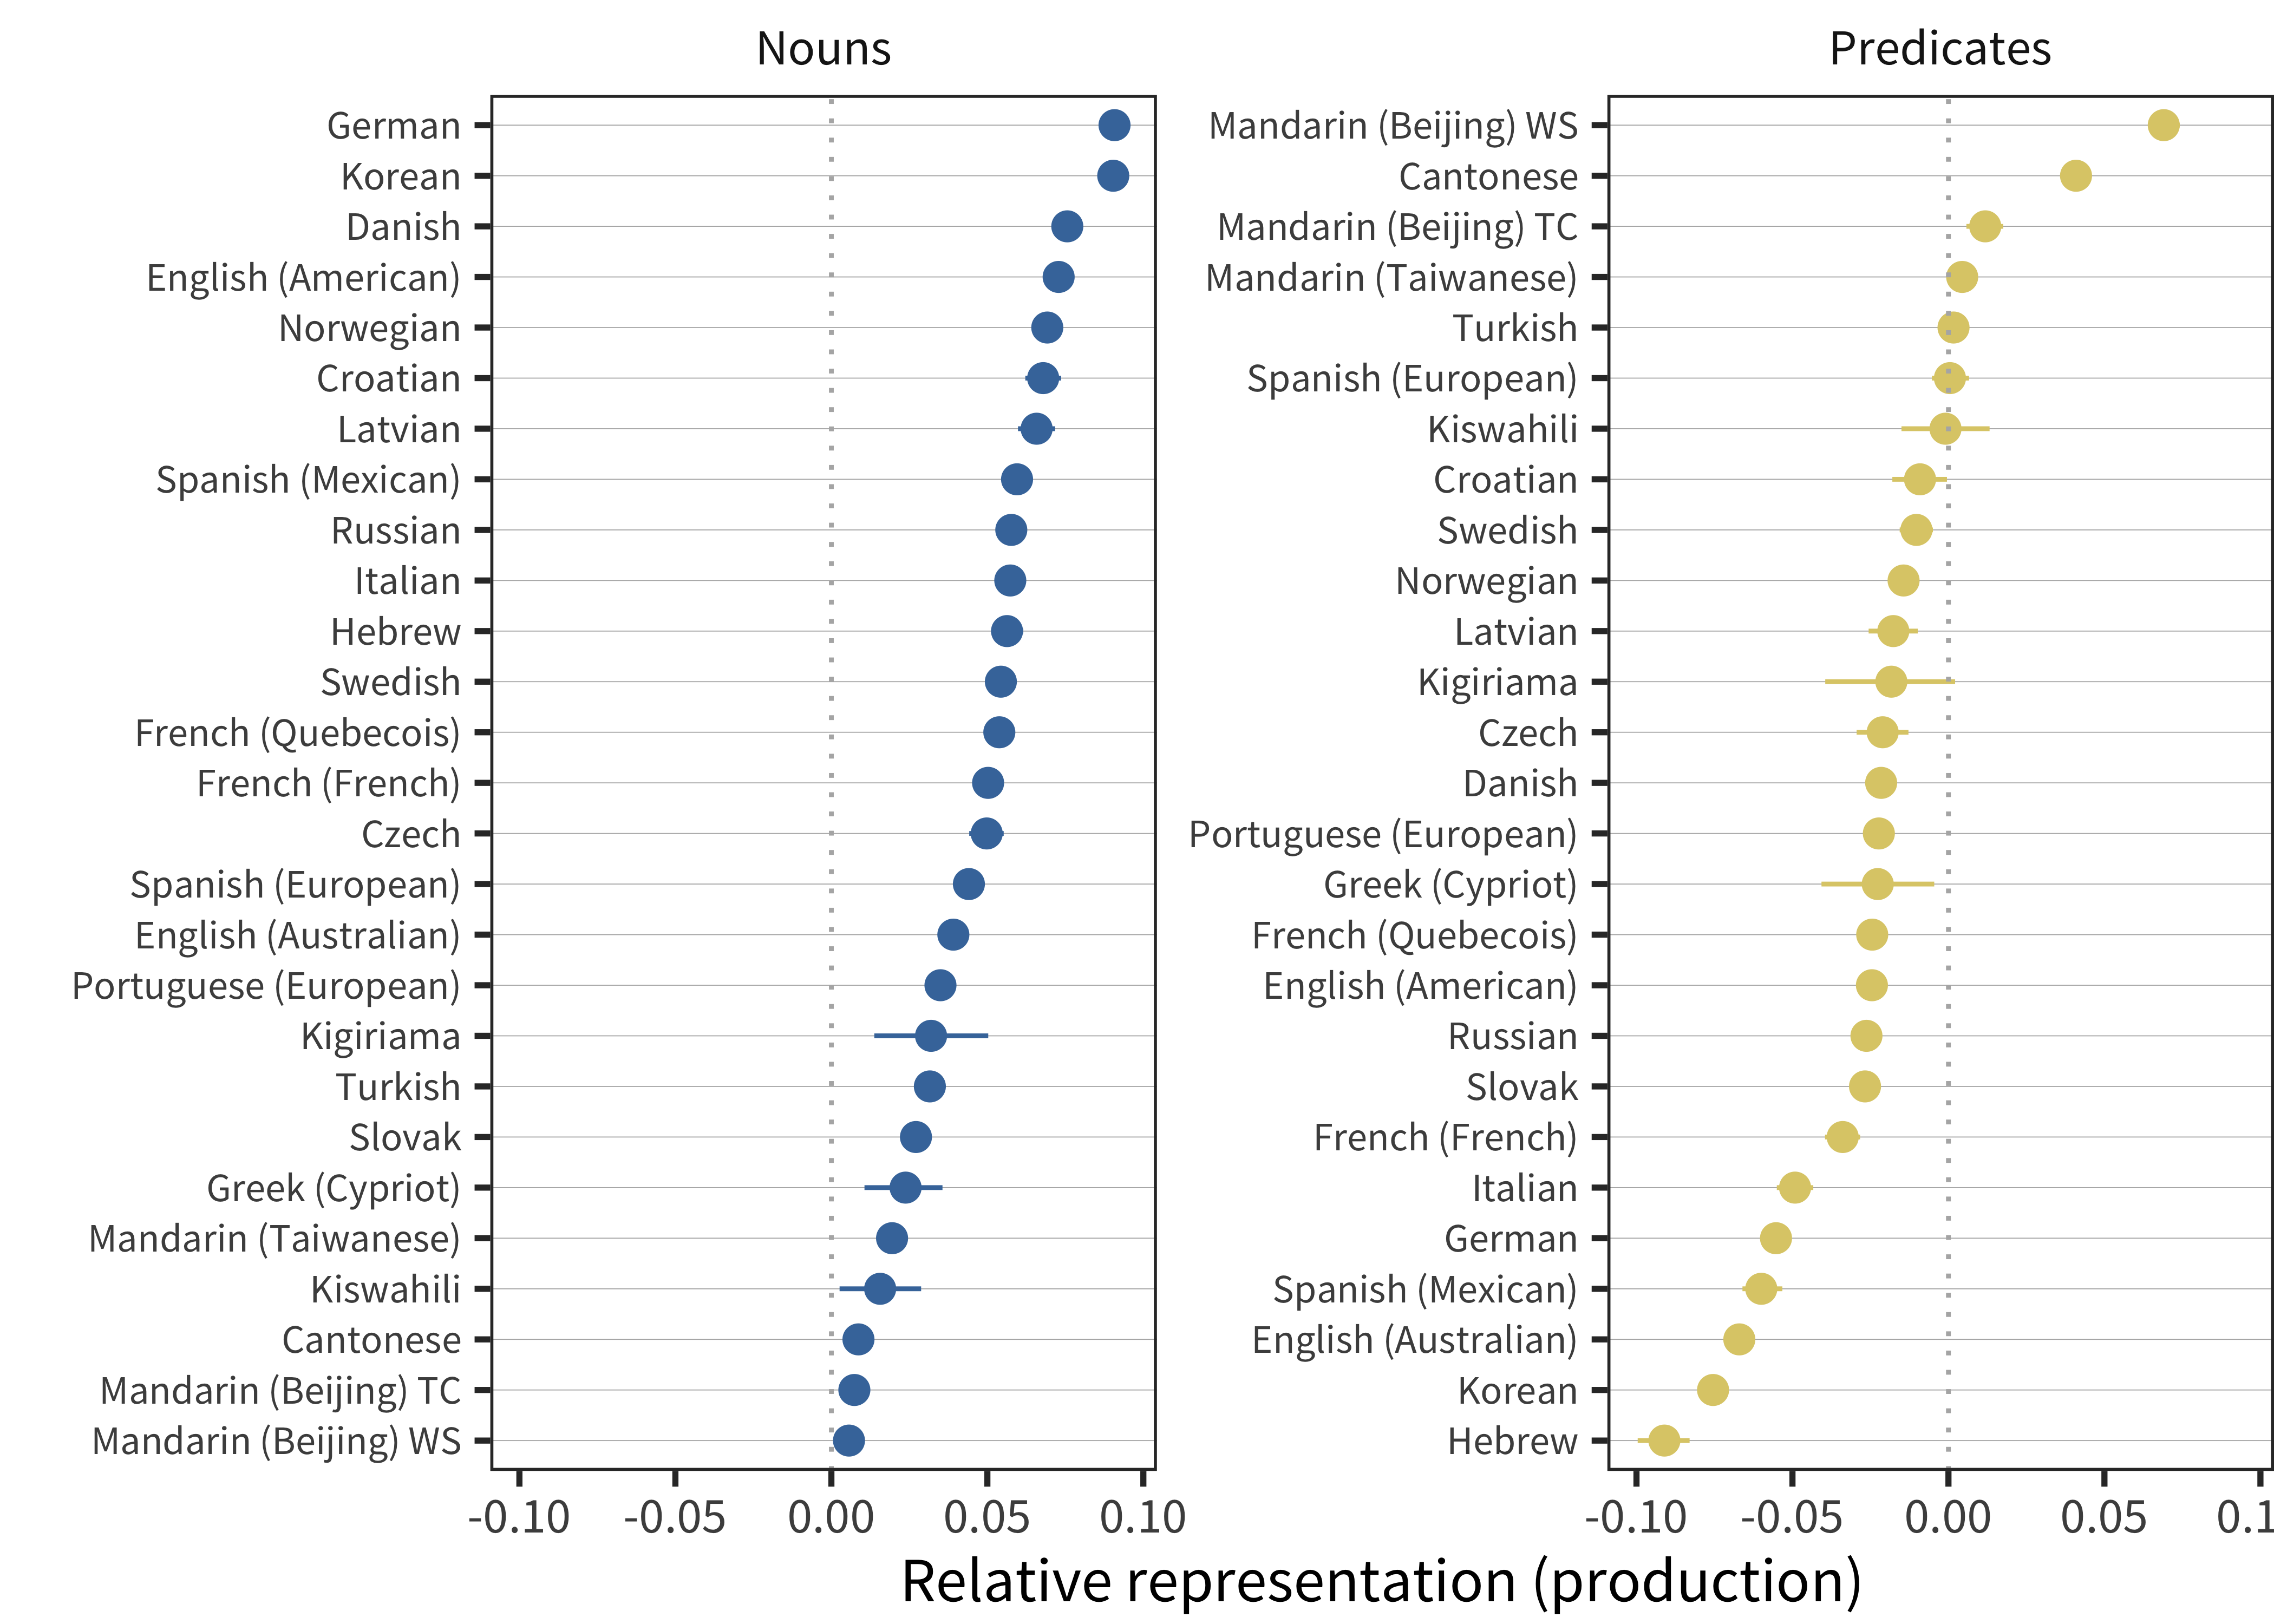 Nouns
German
Korean
Danish
English (American)
Norwegian
Croatian
Latvian
Spanish (Mexican)
Russian
Italian
Hebrew
Swedish
French (Quebecois)
French (French)
Czech
Spanish (European)
English (Australian)
Portuguese (European)
Kigiriama
Turkish
Slovak
Greek (Cypriot)
Mandarin (Taiwanese)
Kiswahili
Cantonese
Mandarin (Beijing) TC
Mandarin (Beijing) WS
-0.10 -0.05 0.00 0.05 0.10
Predicates
Mandarin (Beijing) WS
Cantonese
Mandarin (Beijing) TC
Mandarin (Taiwanese)
Turkish
Spanish (European)
Kiswahili
Croatian
Swedish
Norwegian
Latvian
Kigiriama
Czech
Danish
Portuguese (European)
Greek (Cypriot)
French (Quebecois)
English (American)
Russian
Slovak
French (French)
Italian
German
Spanish (Mexican)
English (Australian)
Korean
Hebrew
-0.10 -0.05 0.00 0.05 0.1
Relative representation (production)